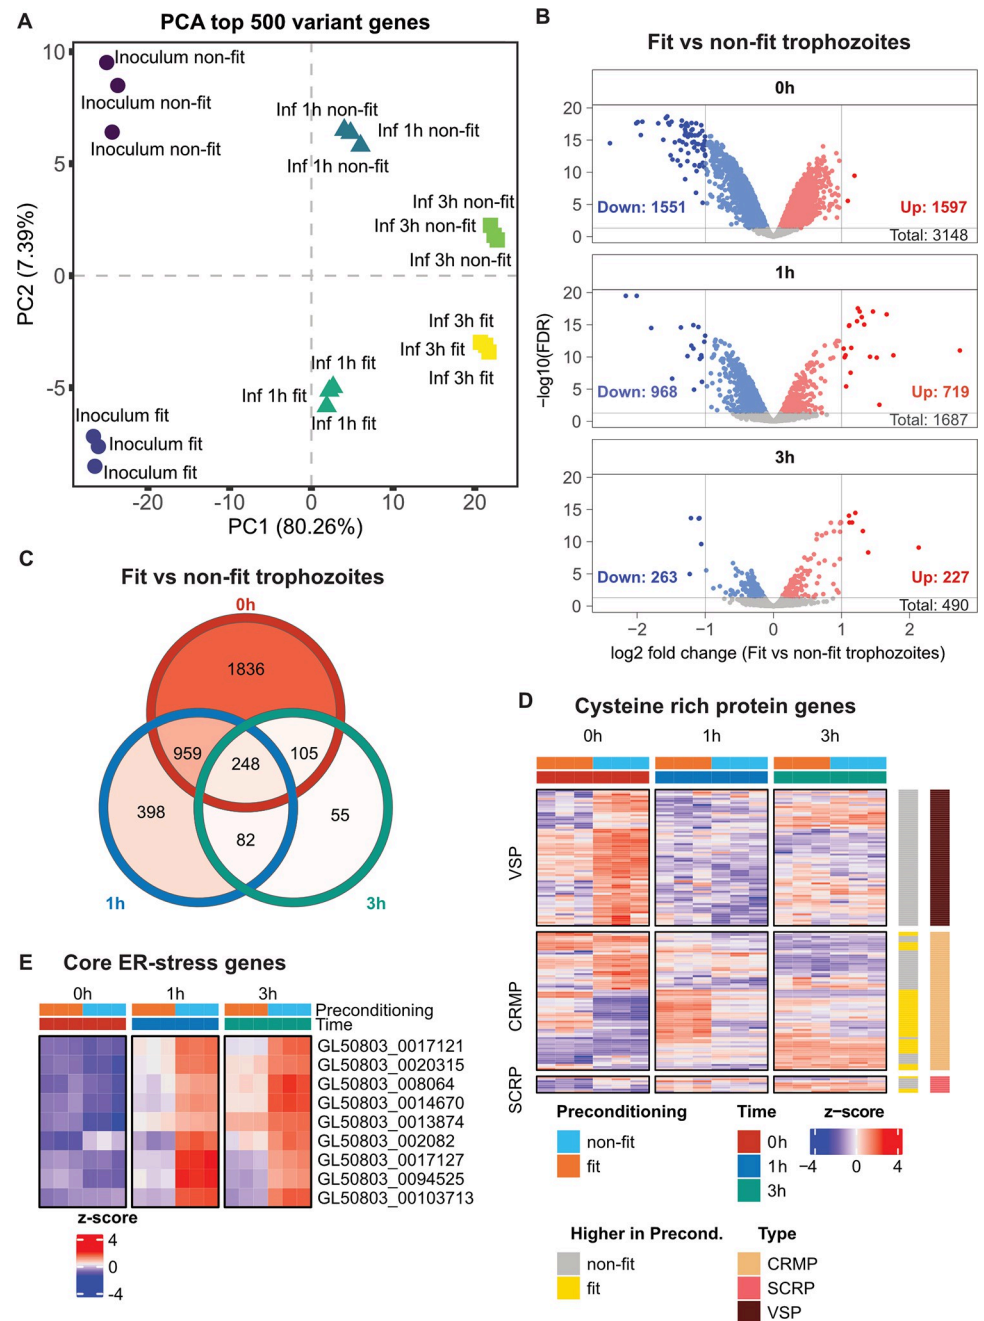 A
PCA top 500 variant genes
10
5
0
−5
PC2 (7.39%)
Inoculum non-fit
Inoculum non-fit
Inoculum non-fit
Inf 1h non-fit
Inf 1h non-fit
Inf 1h non-fit
Inf 3h non-fit
Inf 3h non-fit
Inf 3h non-fit
Inf 3h fit
Inf 3h fit
Inf 3h fit
Inf 1h fit
Inf 1h fit
Inf 1h fit
Inoculum fit
Inoculum fit
Inoculum fit
-20 -10 0 10 20
PC1 (80.26%)
B
Fit vs non-fit trophozoites
0h
20
15
10
5
0
Down: 1551
Up: 1597
Total: 3148
1h
20
15
10
5
0
−log10(FDR)
Down: 968
Up: 719
Total: 1687
3h
20
15
10
5
0
Down: 263
Up: 227
Total: 490
−2 −1 0 1 2
log2 fold change (Fit vs non-fit trophozoites)
C
Fit vs non-fit trophozoites
0h
1836
959
248
105
398
82
55
1h
3h
D
Cysteine rich protein genes
0h 1h 3h
VSP
CRMP
SCRP
Preconditioning
non-fit
fit
Time
0h
1h
3h
z−score
−4 0 4
Higher in Precond.
non-fit
fit
Type
CRMP
SCRP
VSP
E
Core ER-stress genes
0h 1h 3h
Preconditioning
Time
GL50803_0017121
GL50803_0020315
GL50803_008064
GL50803_0014670
GL50803_0013874
GL50803_002082
GL50803_0017127
GL50803_0094525
GL50803_00103713
z-score
4
0
-4